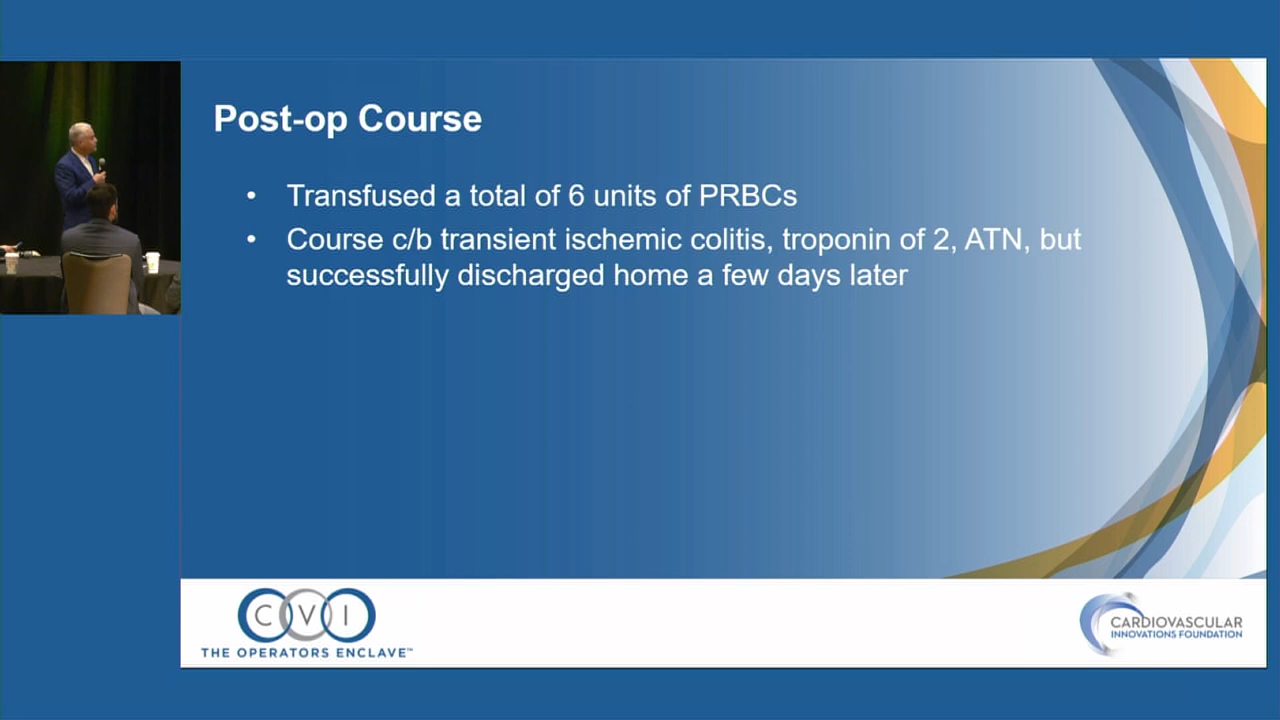 Post-op Course
• Transfused a total of 6 units of PRBCs
• Course c/b transient ischemic colitis, troponin of 2, ATN, but
successfully discharged home a few days later
C V I
THE OPERATORS ENCLAVE™
CARDIOVASCULAR
INNOVATIONS FOUNDATION